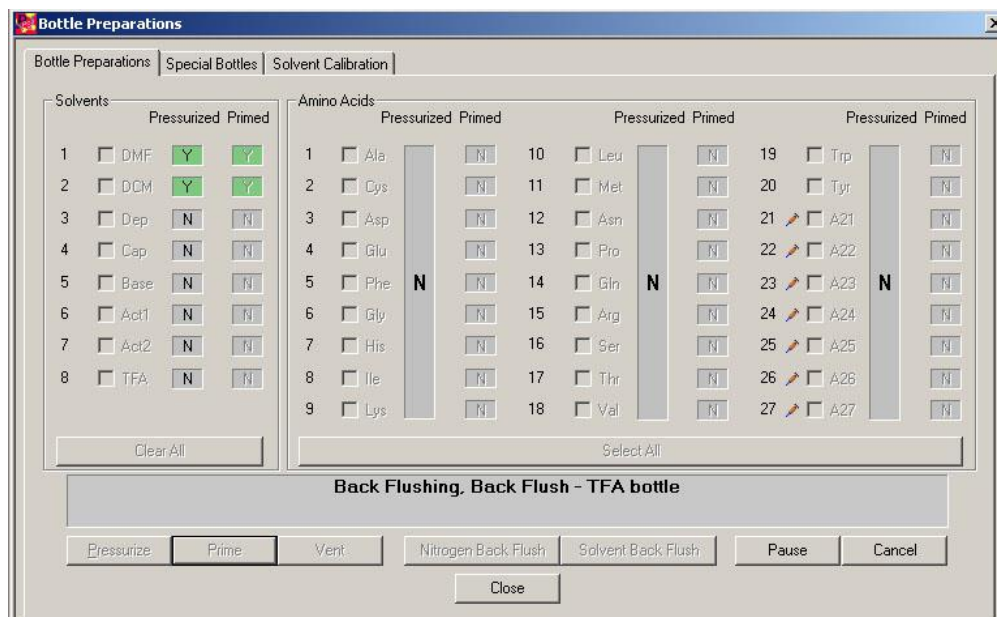 Bottle Preparations
Bottle Preparations Special Bottles Solvent Calibration
Solvents Amino Acids
Pressurized Primed Pressurized Primed Pressurized Primed Pressurized Primed
1 DMF Y Y 1 Ala N 10 Leu N 19 Trp N
2 DCM Y Y 2 Cys N 11 Met N 20 Tyr N
3 Dep N N 3 Asp N 12 Asn N 21 A21 N
4 Cap N N 4 Glu N 13 Pro N 22 A22 N
5 Base N N 5 Phe N N 14 Gln N N 23 A23 N N
6 Act1 N N 6 Gly N 15 Arg N 24 A24 N
7 Act2 N N 7 His N 16 Ser N 25 A25 N
8 TFA N N 8 Ile N 17 Thr N 26 A26 N
9 Lys N 18 Val N 27 A27 N
Clear All Select All
Back Flushing, Back Flush - TFA bottle
Pressurize Prime Vent Nitrogen Back Flush Solvent Back Flush Pause Cancel
Close